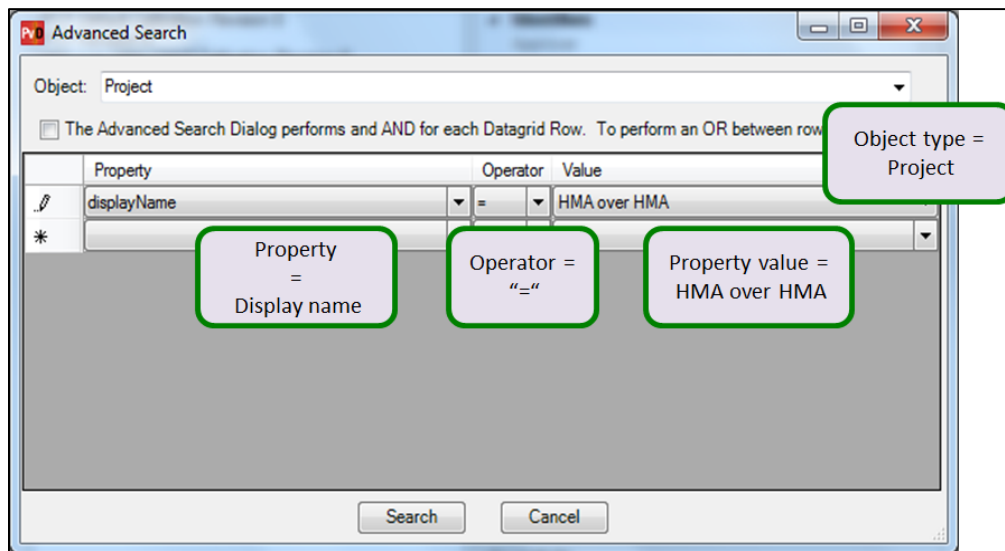 PvD Advanced Search
Object: Project
The Advanced Search Dialog performs and AND for each Datagrid Row. To perform an OR between row
Object type =
Project
Property Operator Value
displayName = HMA over HMA
Property
=
Display name
Operator =
“=“
Property value =
HMA over HMA
Search Cancel